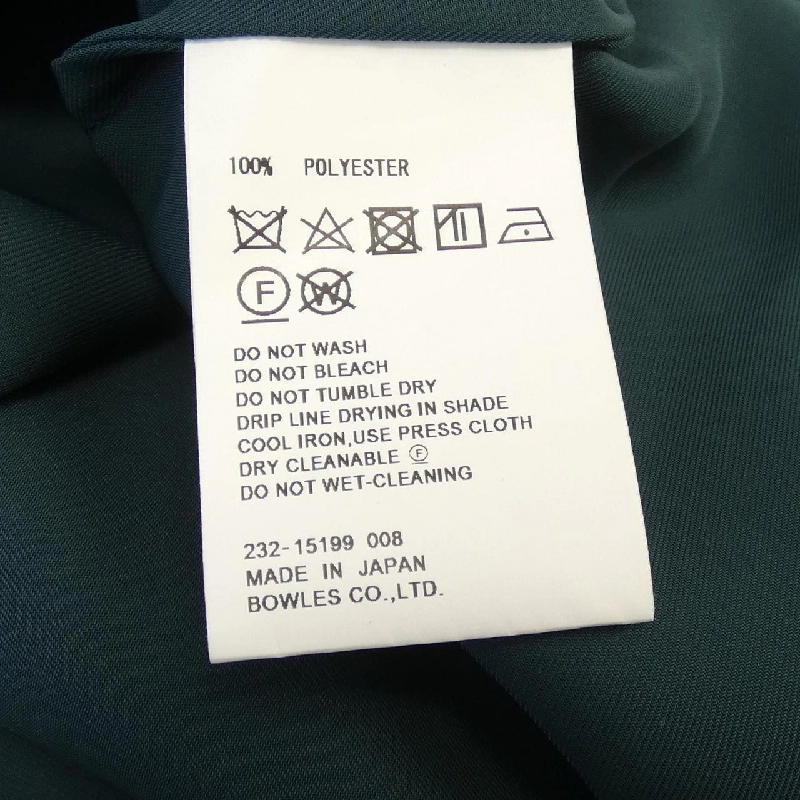 100% POLYESTER
F W
DO NOT WASH
DO NOT BLEACH
DO NOT TUMBLE DRY
DRIP LINE DRYING IN SHADE
COOL IRON,USE PRESS CLOTH
DRY CLEANABLE Ⓕ
DO NOT WET-CLEANING
232-15199 008
MADE IN JAPAN
BOWLES CO.,LTD.